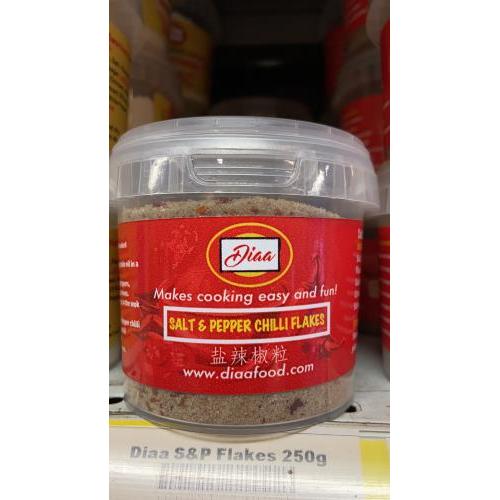 Diaa
Makes cooking easy and fun!
SALT & PEPPER CHILLI FLAKES
盐辣椒粒
www.diaafood.com
Diaa S&P Flakes 250g